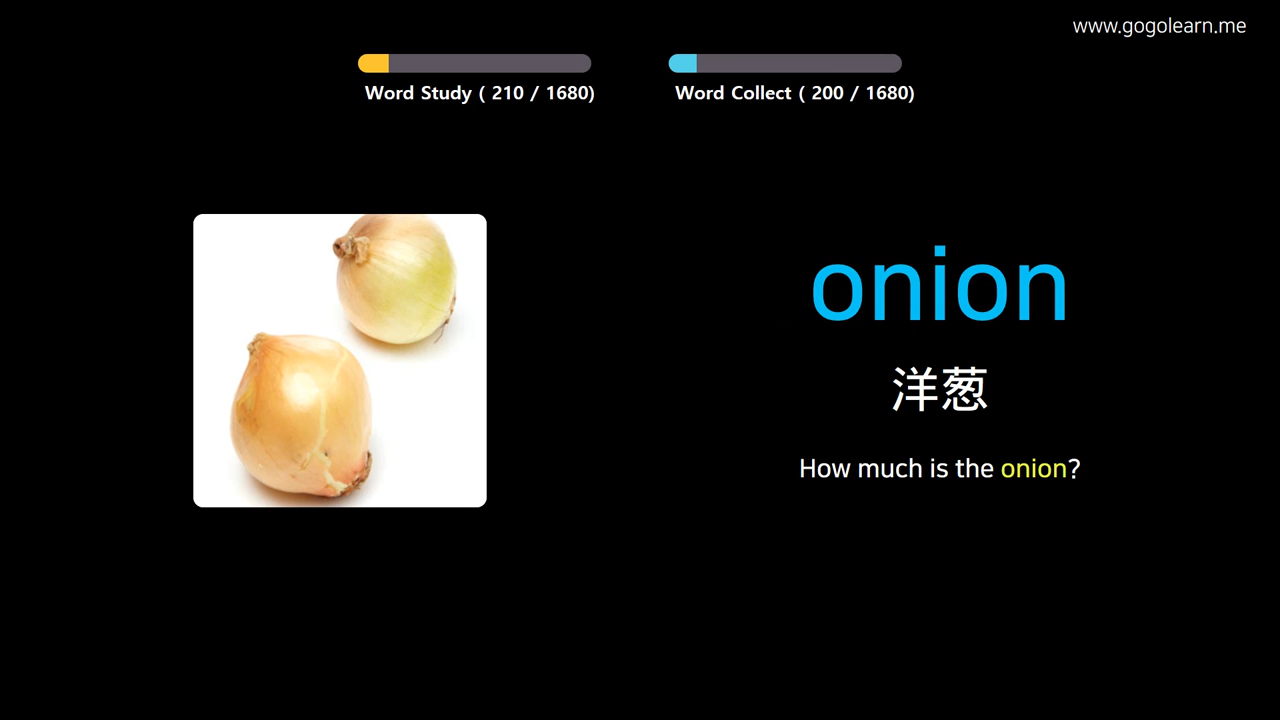 www.gogolearn.me
Word Study ( 210 / 1680)
Word Collect ( 200 / 1680)
onion
洋葱
How much is the onion?